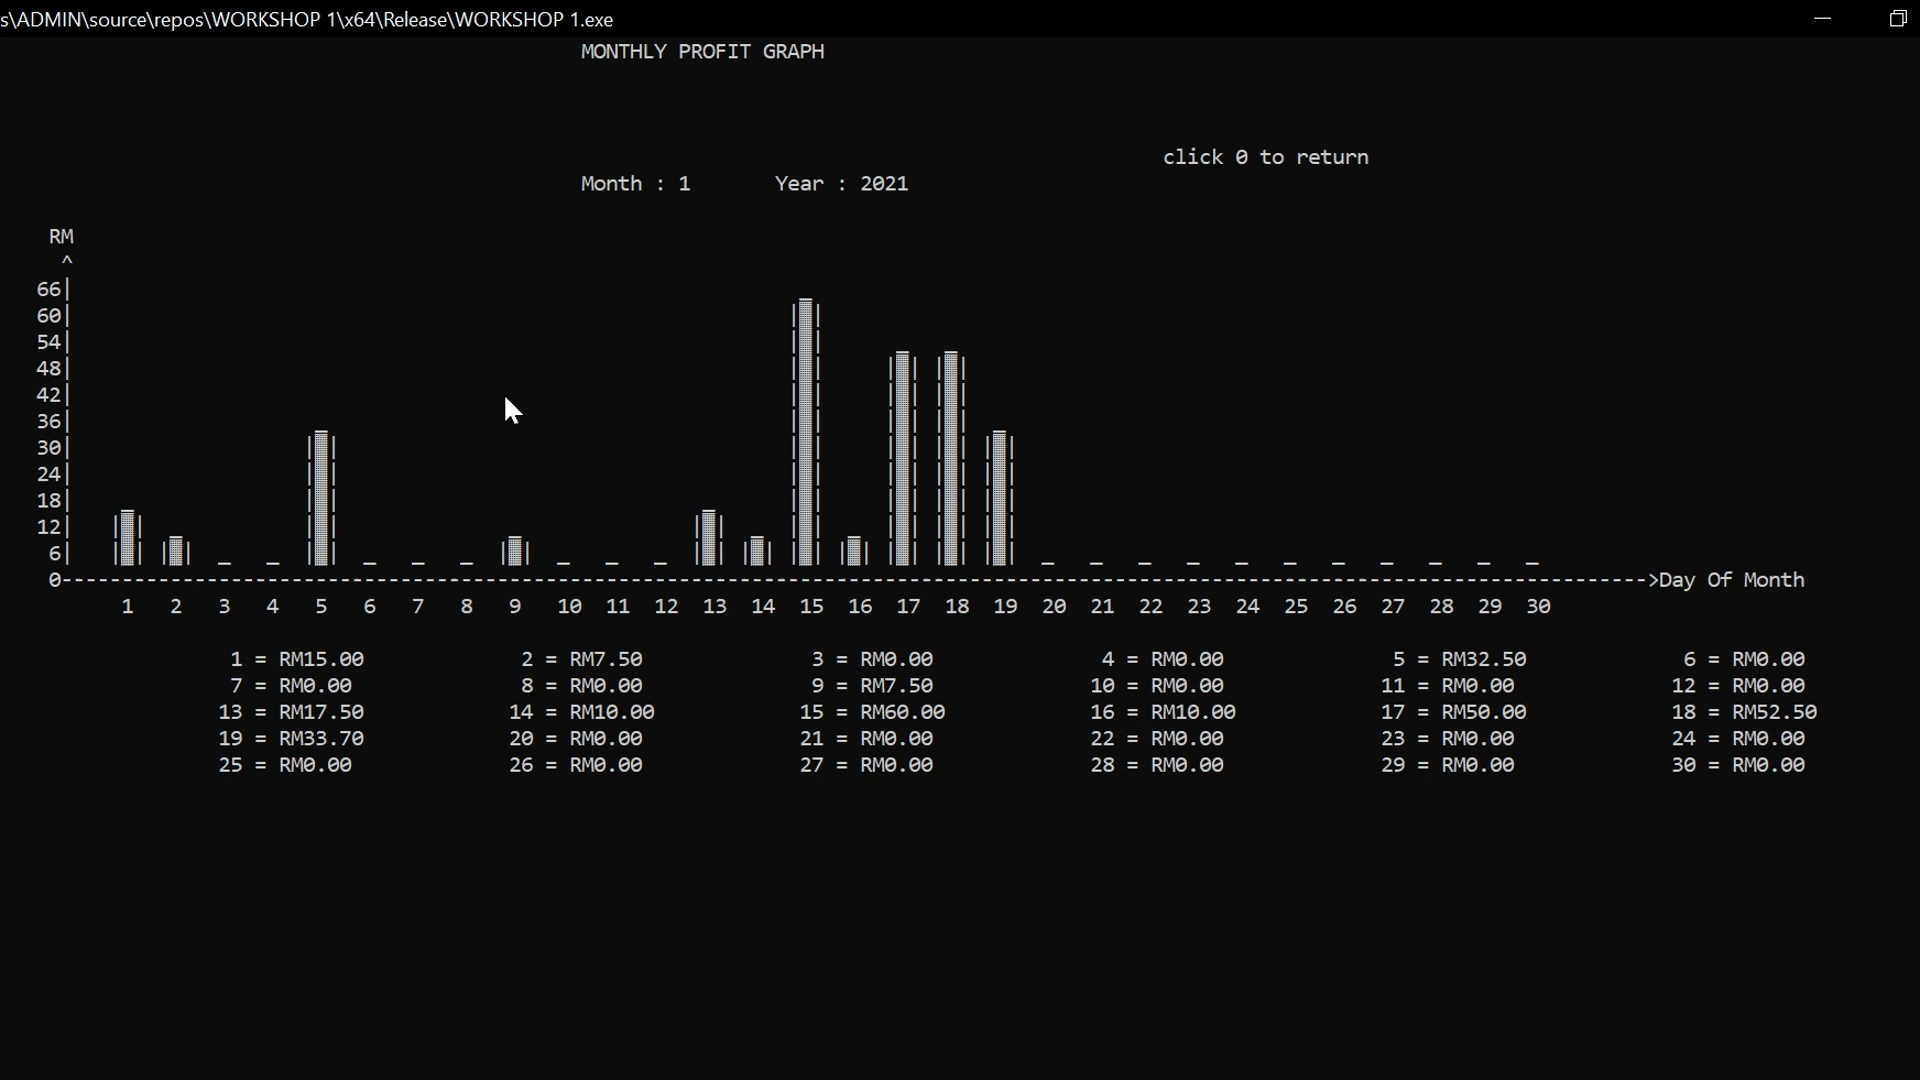 s\ADMIN\source\repos\WORKSHOP 1\x64\Release\WORKSHOP 1.exe
MONTHLY PROFIT GRAPH
click 0 to return
Month : 1 Year : 2021
RM
^
66|
60|
54|
48|
42|
36|
30|
24|
18|
12|
6|
0---------------------------------------------------------------------------------------------------------------------------------->Day Of Month
1 2 3 4 5 6 7 8 9 10 11 12 13 14 15 16 17 18 19 20 21 22 23 24 25 26 27 28 29 30
1 = RM15.00 2 = RM7.50 3 = RM0.00 4 = RM0.00 5 = RM32.50 6 = RM0.00
7 = RM0.00 8 = RM0.00 9 = RM7.50 10 = RM0.00 11 = RM0.00 12 = RM0.00
13 = RM17.50 14 = RM10.00 15 = RM60.00 16 = RM10.00 17 = RM50.00 18 = RM52.50
19 = RM33.70 20 = RM0.00 21 = RM0.00 22 = RM0.00 23 = RM0.00 24 = RM0.00
25 = RM0.00 26 = RM0.00 27 = RM0.00 28 = RM0.00 29 = RM0.00 30 = RM0.00